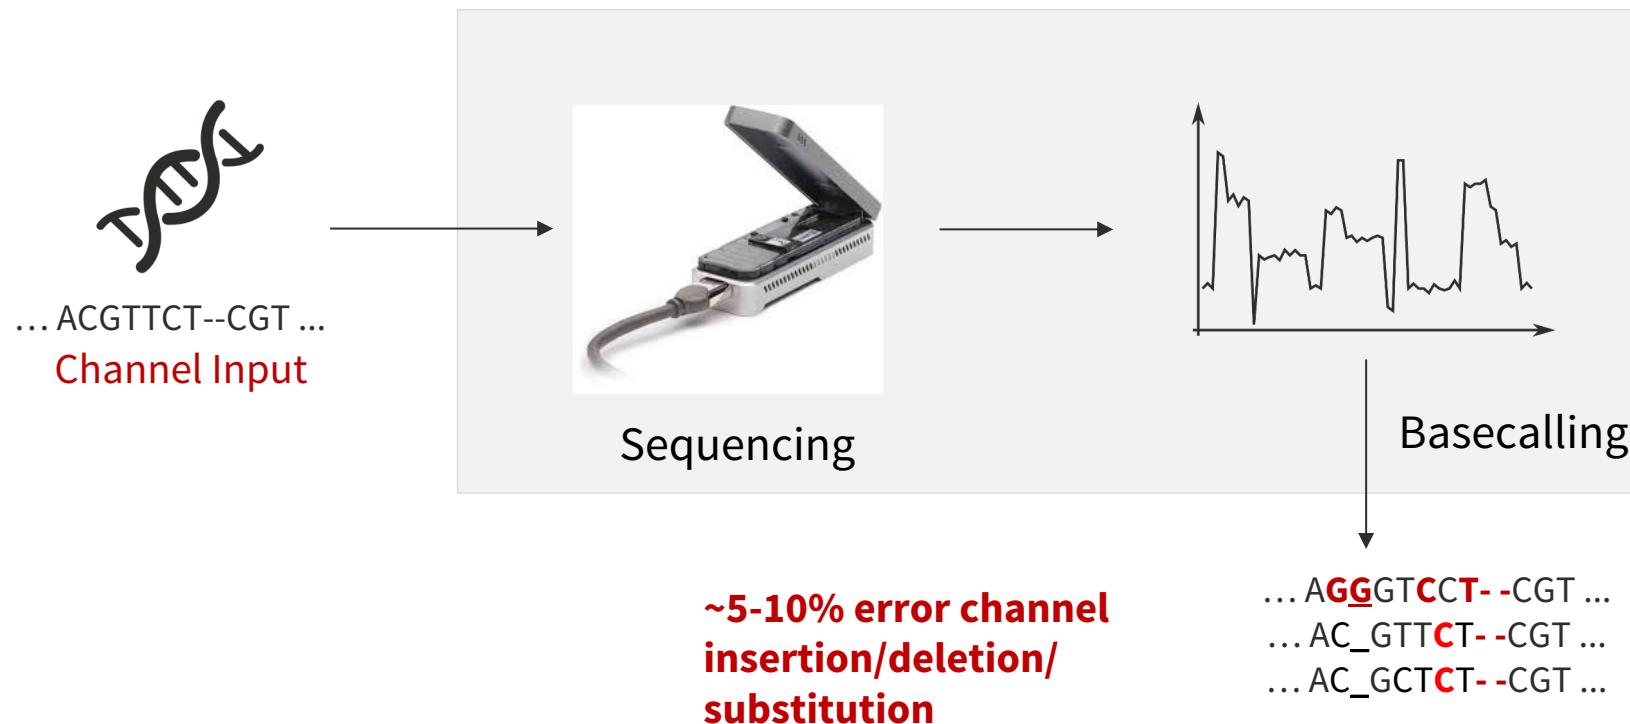 … ACGTTCT--CGT ...
Channel Input
Sequencing
Basecalling
~5-10% error channel
insertion/deletion/
substitution
… AGGGTCCT- -CGT ...
… AC_GTTCT- -CGT ...
… AC_GCTCT- -CGT ...